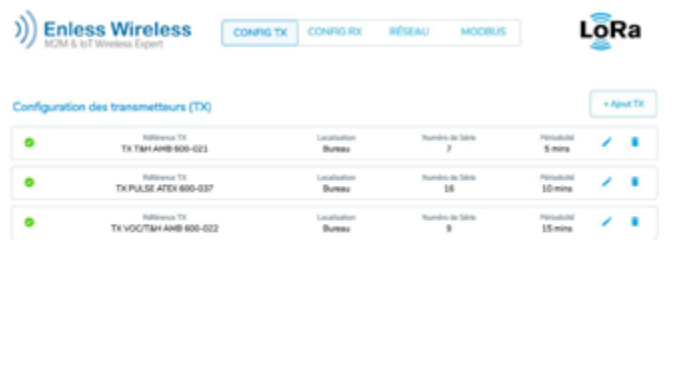 Enless Wireless
M2M & IoT Wireless Expert
CONFIG TX CONFIG RX RÉSEAU MODBUS
LoRa
Configuration des transmetteurs (TX)
+ Ajout TX
Référence TX Localisation Numéro de Série Périodicité
TX T&H AMB 600-021 Bureau 7 5 mins
Référence TX Localisation Numéro de Série Périodicité
TX PULSE ATEX 600-037 Bureau 16 10 mins
Référence TX Localisation Numéro de Série Périodicité
TX VOC/T&H AMB 600-022 Bureau 9 15 mins